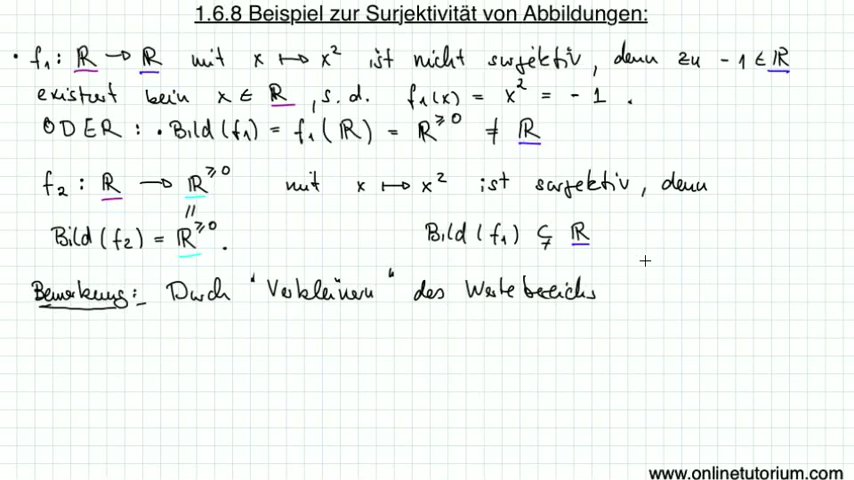 1.6.8 Beispiel zur Surjektivität von Abbildungen:
• f₁ : ℝ → ℝ mit x ↦ x² ist nicht surjektiv, denn zu -1 ∈ ℝ
existiert kein x ∈ ℝ, s.d. f₁(x) = x² = -1 .
ODER : • Bild(f₁) = f₁(ℝ) = ℝ^≥0 ≠ ℝ
f₂ : ℝ → ℝ^≥0 mit x ↦ x² ist surjektiv, denn
=
Bild(f₂) = ℝ^≥0 . Bild(f₁) ⊊ ℝ
Bemerkung: Durch "Verkleinern" des Wertebereichs
www.onlinetutorium.com